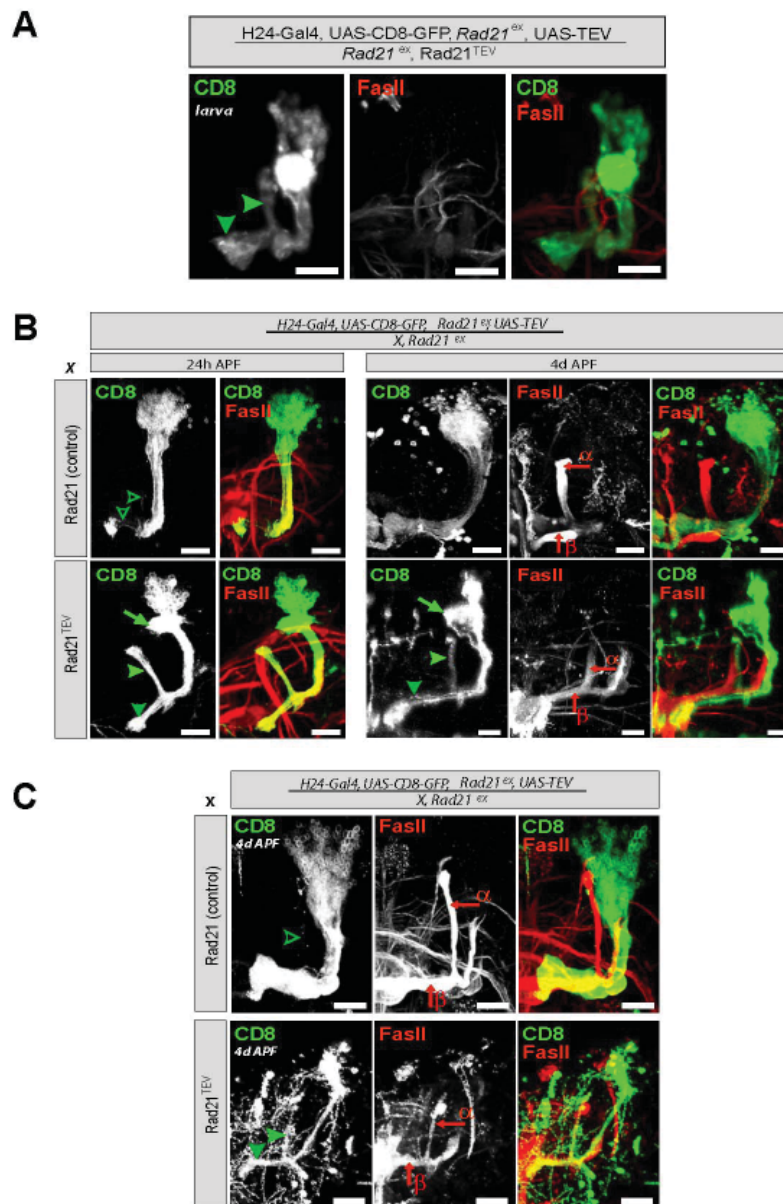 A
H24-Gal4, UAS-CD8-GFP, Rad21ex, UAS-TEV
Rad21ex, Rad21TEV
CD8
larva
FasII
CD8
FasII
B
H24-Gal4, UAS-CD8-GFP, Rad21ex, UAS-TEV
X, Rad21ex
X
24h APF
4d APF
Rad21 (control)
CD8
CD8
FasII
CD8
FasII
α
β
CD8
FasII
Rad21TEV
CD8
CD8
FasII
CD8
FasII
α
β
CD8
FasII
C
H24-Gal4, UAS-CD8-GFP, Rad21ex, UAS-TEV
X, Rad21ex
x
Rad21 (control)
CD8
4d APF
FasII
α
β
CD8
FasII
Rad21TEV
CD8
4d APF
FasII
α
β
CD8
FasII